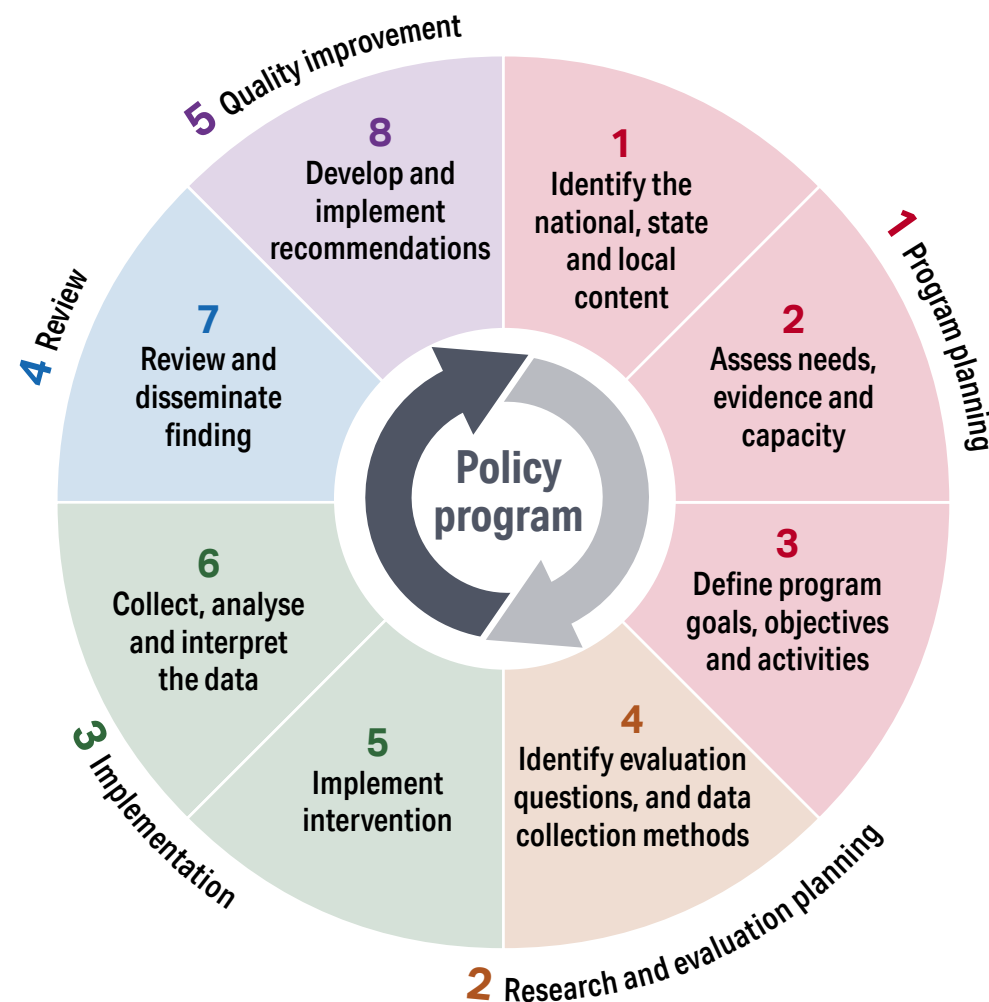 5 Quality improvement
8
Develop and
implement
recommendations
1
Identify the
national, state
and local
content
1 Program planning
2
Assess needs,
evidence and
capacity
3
Define program
goals, objectives
and activities
4
Identify evaluation
questions, and data
collection methods
2 Research and evaluation planning
5
Implement
intervention
3 Implementation
6
Collect, analyse
and interpret
the data
4 Review
7
Review and
disseminate
finding
Policy
program